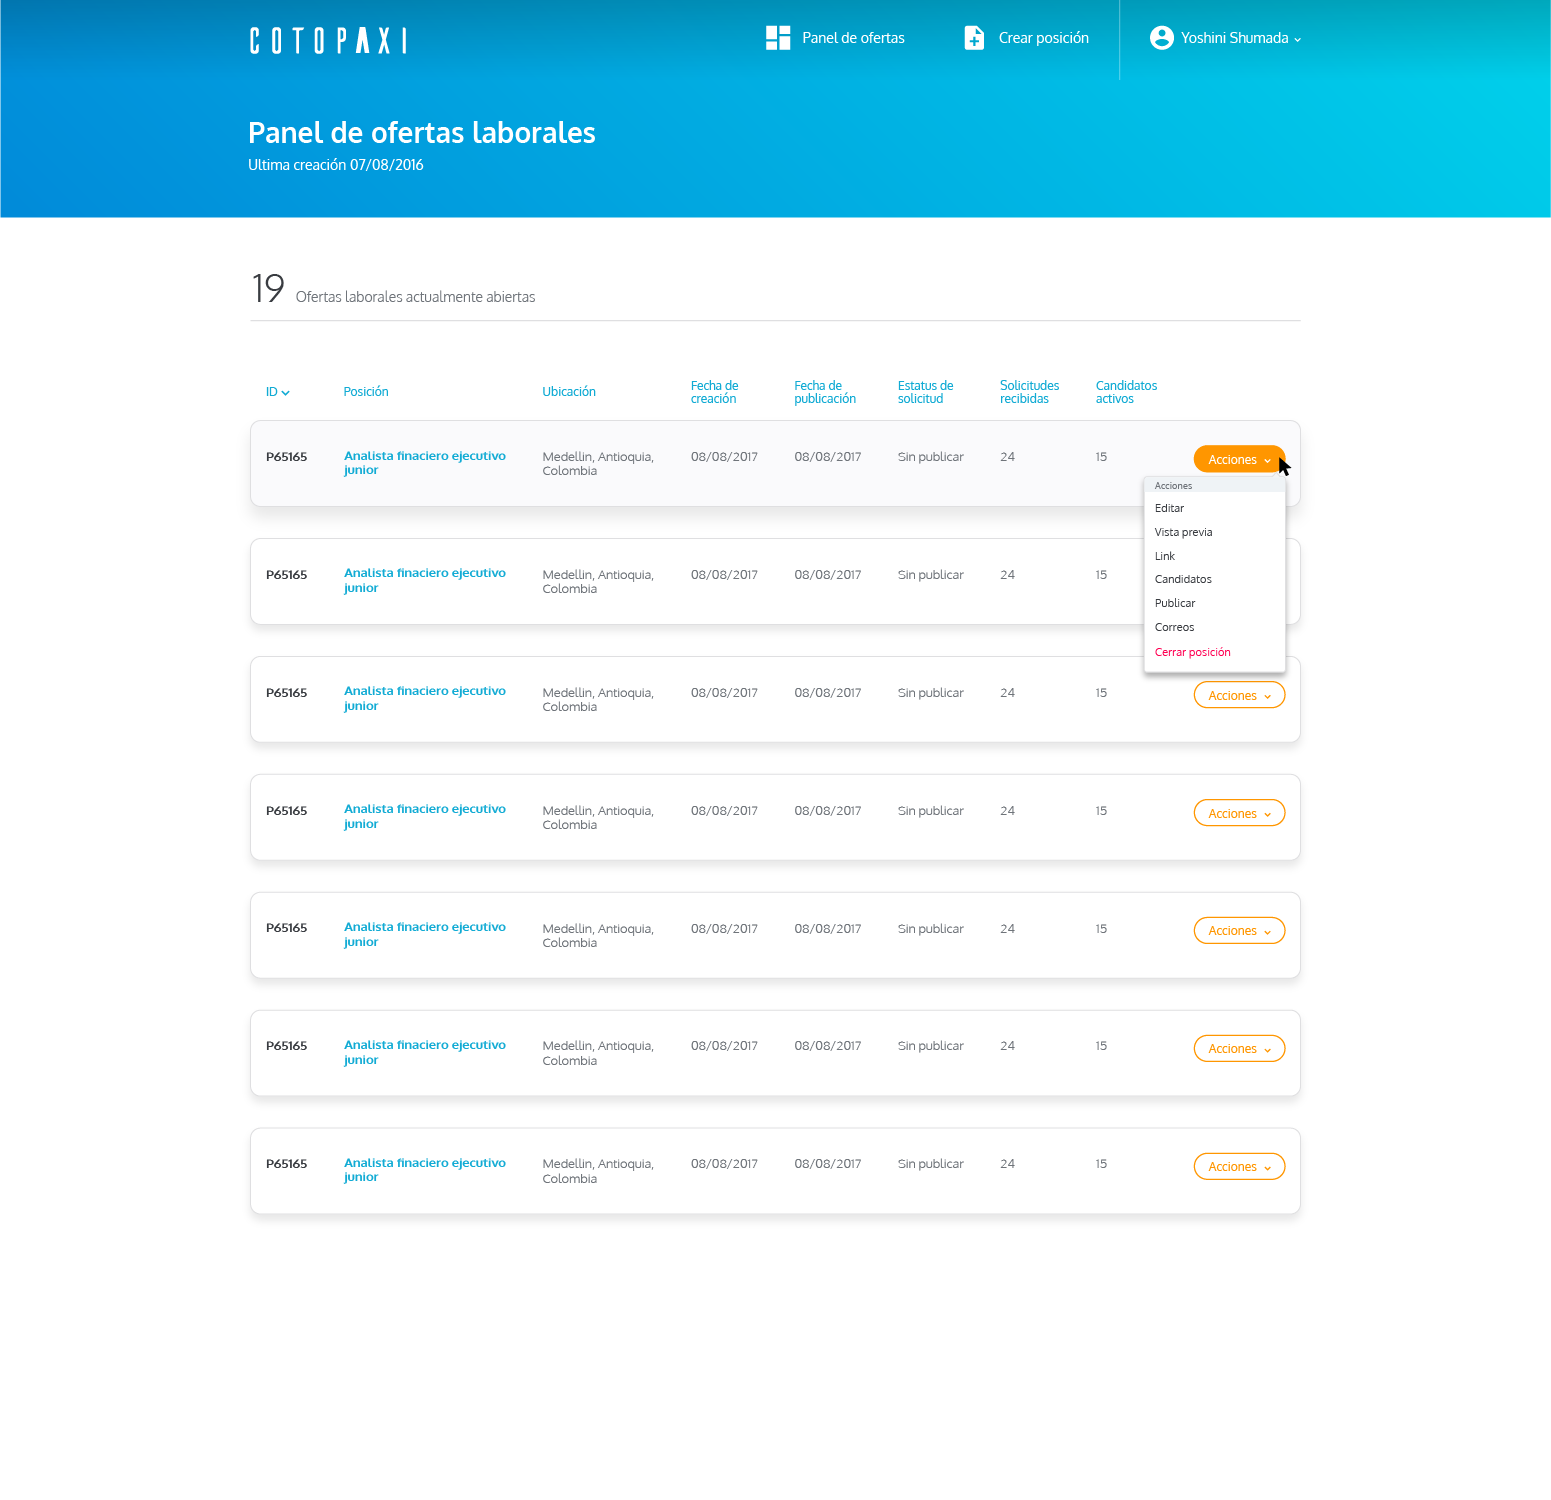 COTOPAXI
Panel de ofertas
Crear posición
Yoshini Shumada
Panel de ofertas laborales
Ultima creación 07/08/2016
19 Ofertas laborales actualmente abiertas
ID
Posición
Ubicación
Fecha de
creación
Fecha de
publicación
Estatus de
solicitud
Solicitudes
recibidas
Candidatos
activos
P65165
Analista finaciero ejecutivo
junior
Medellin, Antioquia,
Colombia
08/08/2017
08/08/2017
Sin publicar
24
15
Acciones
Acciones
Editar
Vista previa
Link
Candidatos
Publicar
Correos
Cerrar posición
P65165
Analista finaciero ejecutivo
junior
Medellin, Antioquia,
Colombia
08/08/2017
08/08/2017
Sin publicar
24
15
P65165
Analista finaciero ejecutivo
junior
Medellin, Antioquia,
Colombia
08/08/2017
08/08/2017
Sin publicar
24
15
Acciones
P65165
Analista finaciero ejecutivo
junior
Medellin, Antioquia,
Colombia
08/08/2017
08/08/2017
Sin publicar
24
15
Acciones
P65165
Analista finaciero ejecutivo
junior
Medellin, Antioquia,
Colombia
08/08/2017
08/08/2017
Sin publicar
24
15
Acciones
P65165
Analista finaciero ejecutivo
junior
Medellin, Antioquia,
Colombia
08/08/2017
08/08/2017
Sin publicar
24
15
Acciones
P65165
Analista finaciero ejecutivo
junior
Medellin, Antioquia,
Colombia
08/08/2017
08/08/2017
Sin publicar
24
15
Acciones